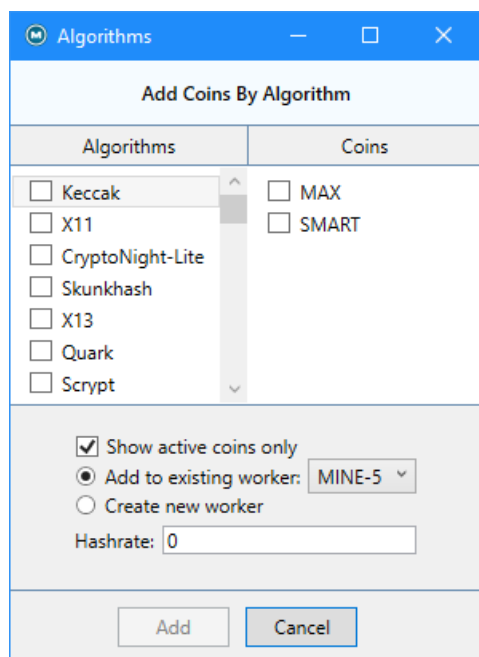 Algorithms
Add Coins By Algorithm
Algorithms
Coins
Keccak
X11
CryptoNight-Lite
Skunkhash
X13
Quark
Scrypt
MAX
SMART
Show active coins only
Add to existing worker: MINE-5
Create new worker
Hashrate: 0
Add
Cancel